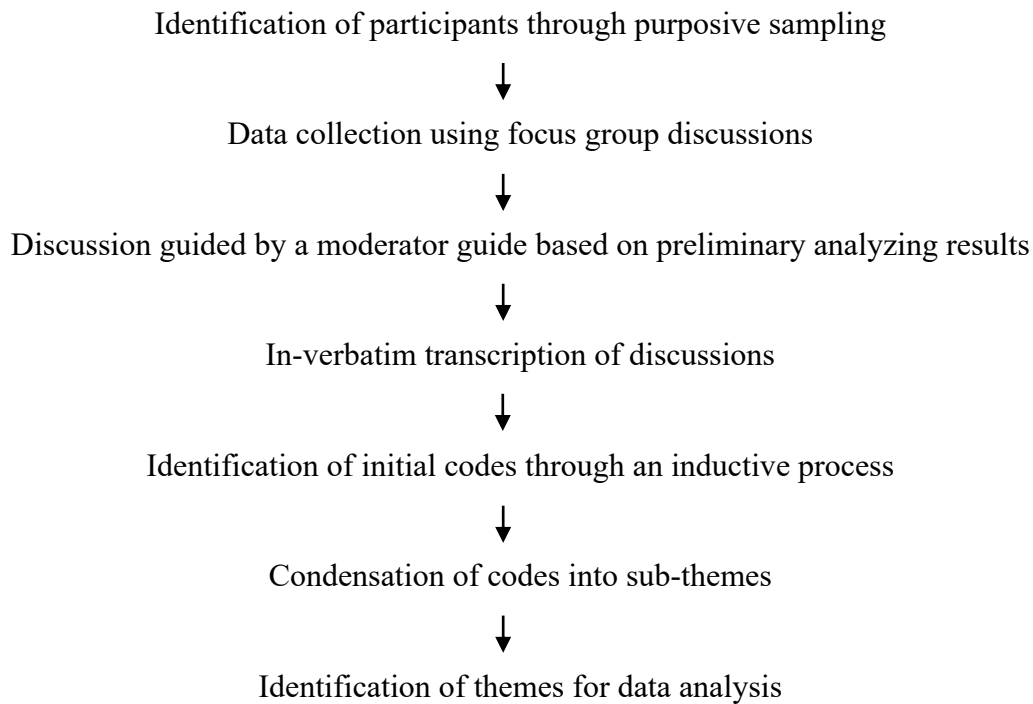 Identification of participants through purposive sampling
Data collection using focus group discussions
Discussion guided by a moderator guide based on preliminary analyzing results
In-verbatim transcription of discussions
Identification of initial codes through an inductive process
Condensation of codes into sub-themes
Identification of themes for data analysis